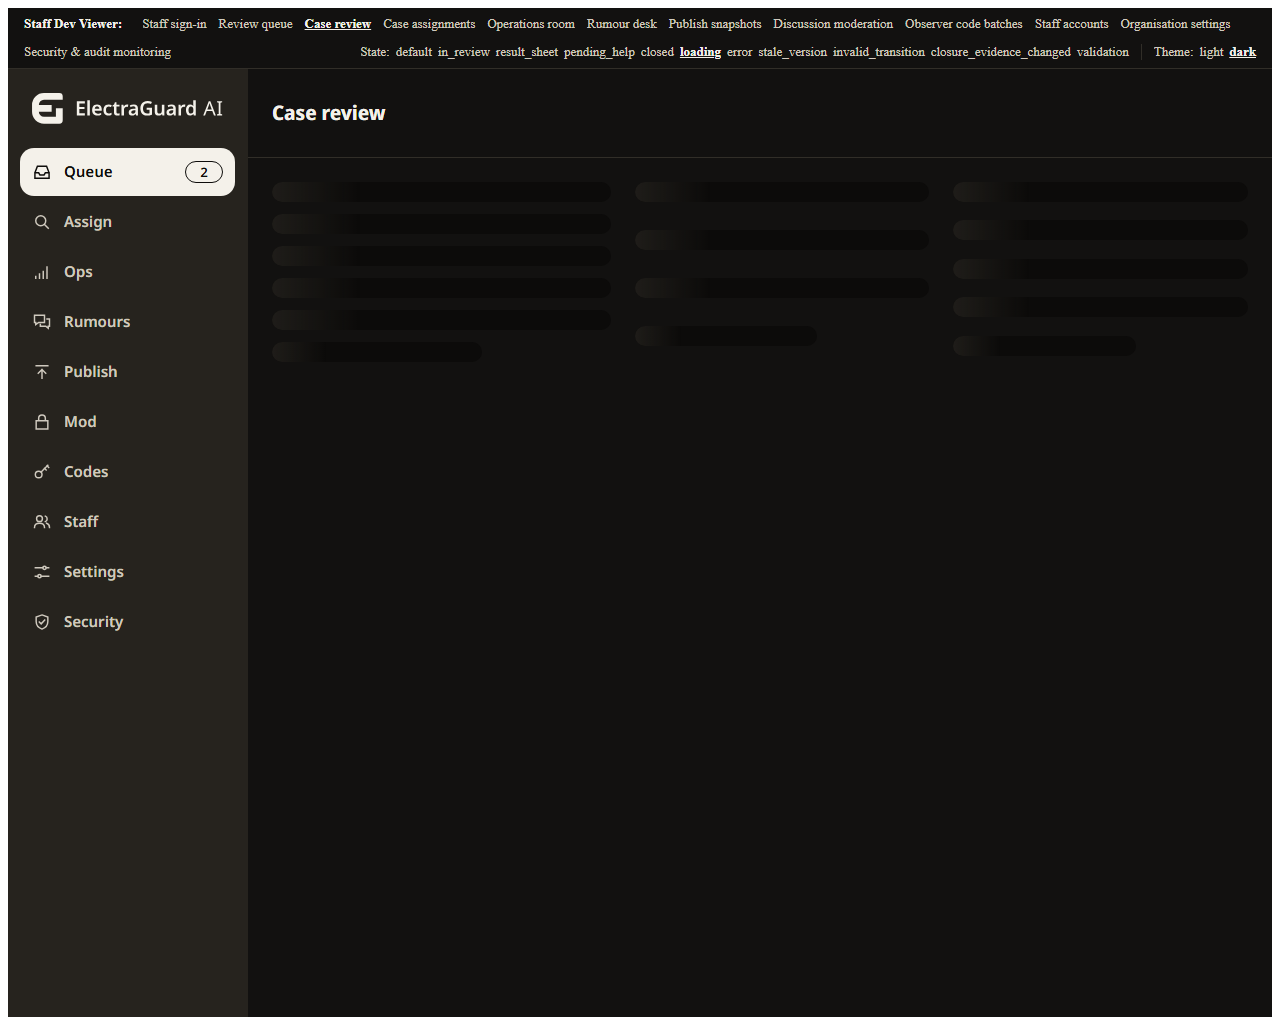 Staff Dev Viewer: Staff sign-in Review queue Case review Case assignments Operations room Rumour desk Publish snapshots Discussion moderation Observer code batches Staff accounts Organisation settings
Security & audit monitoring State: default in_review result_sheet pending_help closed loading error stale_version invalid_transition closure_evidence_changed validation Theme: light dark
ElectraGuard AI
Case review
Queue 2
Assign
Ops
Rumours
Publish
Mod
Codes
Staff
Settings
Security